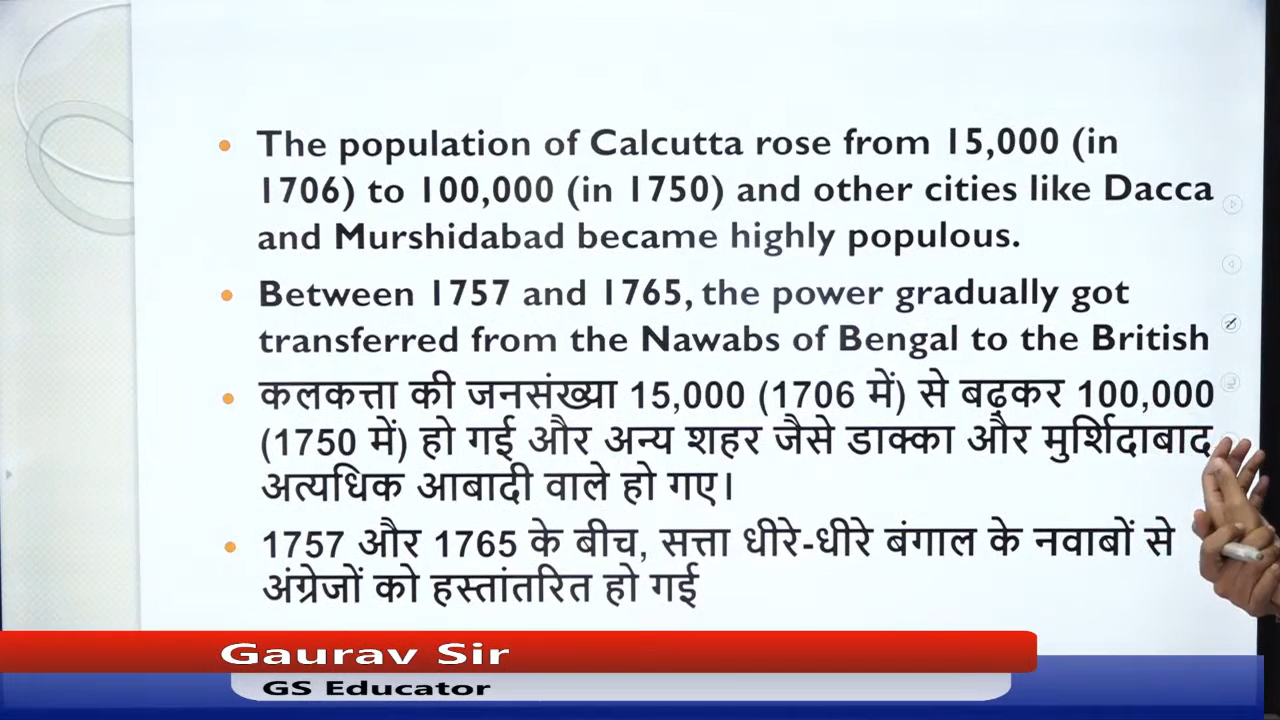 The population of Calcutta rose from 15,000 (in
1706) to 100,000 (in 1750) and other cities like Dacca
and Murshidabad became highly populous.
Between 1757 and 1765, the power gradually got
transferred from the Nawabs of Bengal to the British
कलकत्ता की जनसंख्या 15,000 (1706 में) से बढ़कर 100,000
(1750 में) हो गई और अन्य शहर जैसे डाक्का और मुर्शिदाबाद
अत्यधिक आबादी वाले हो गए।
1757 और 1765 के बीच, सत्ता धीरे-धीरे बंगाल के नवाबों से
अंग्रेजों को हस्तांतरित हो गई
Gaurav Sir
GS Educator